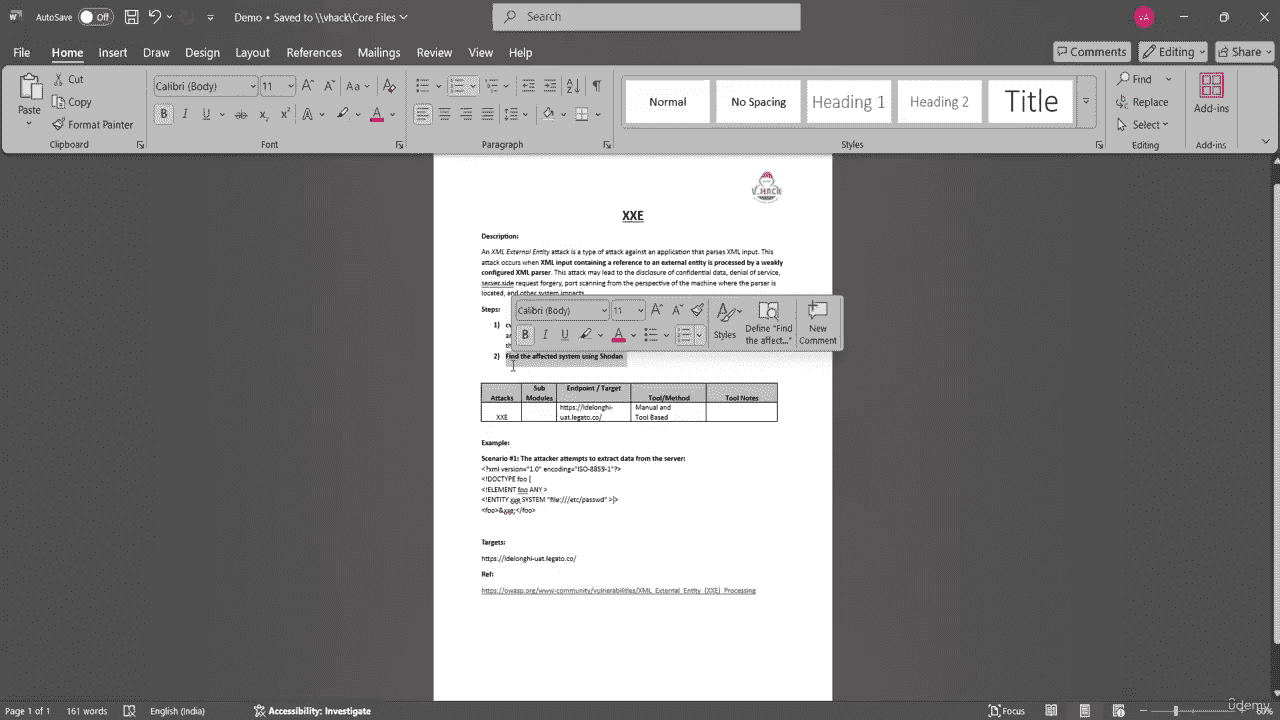 AutoSave Off Demo • Saved to \vhack\Core Files Search VA
File Home Insert Draw Design Layout References Mailings Review View Help Comments Editing Share
Paste Cut Copy Format Painter
Calibri (Body) 11
Normal No Spacing Heading 1 Heading 2 Title
Find Replace Select Add-ins
Clipboard Font Paragraph Styles Editing Add-ins
V.HACK
XXE
Description:
An XML External Entity attack is a type of attack against an application that parses XML input. This
attack occurs when XML input containing a reference to an external entity is processed by a weakly
configured XML parser. This attack may lead to the disclosure of confidential data, denial of service,
server side request forgery, port scanning from the perspective of the machine where the parser is
located, and other system impacts.
Steps:
Calibri (Body) 11
Styles Define "Find the affect..." New Comment
1)
2) Find the affected system using Shodan
Attacks Sub Modules Endpoint / Target Tool/Method Tool Notes
XXE https://idelonghi-uat.legato.co/ Manual and Tool Based
Example:
Scenario #1: The attacker attempts to extract data from the server:
<?xml version="1.0" encoding="ISO-8859-1"?>
<!DOCTYPE foo [
<!ELEMENT foo ANY >
<!ENTITY xxe SYSTEM "file:///etc/passwd" >]>
<foo>&xxe;</foo>
Targets:
https://idelonghi-uat.legato.co/
Ref:
https://owasp.org/www-community/vulnerabilities/XML_External_Entity_(XXE)_Processing
Page 1 of 1 161 words English (India) Accessibility: Investigate Focus